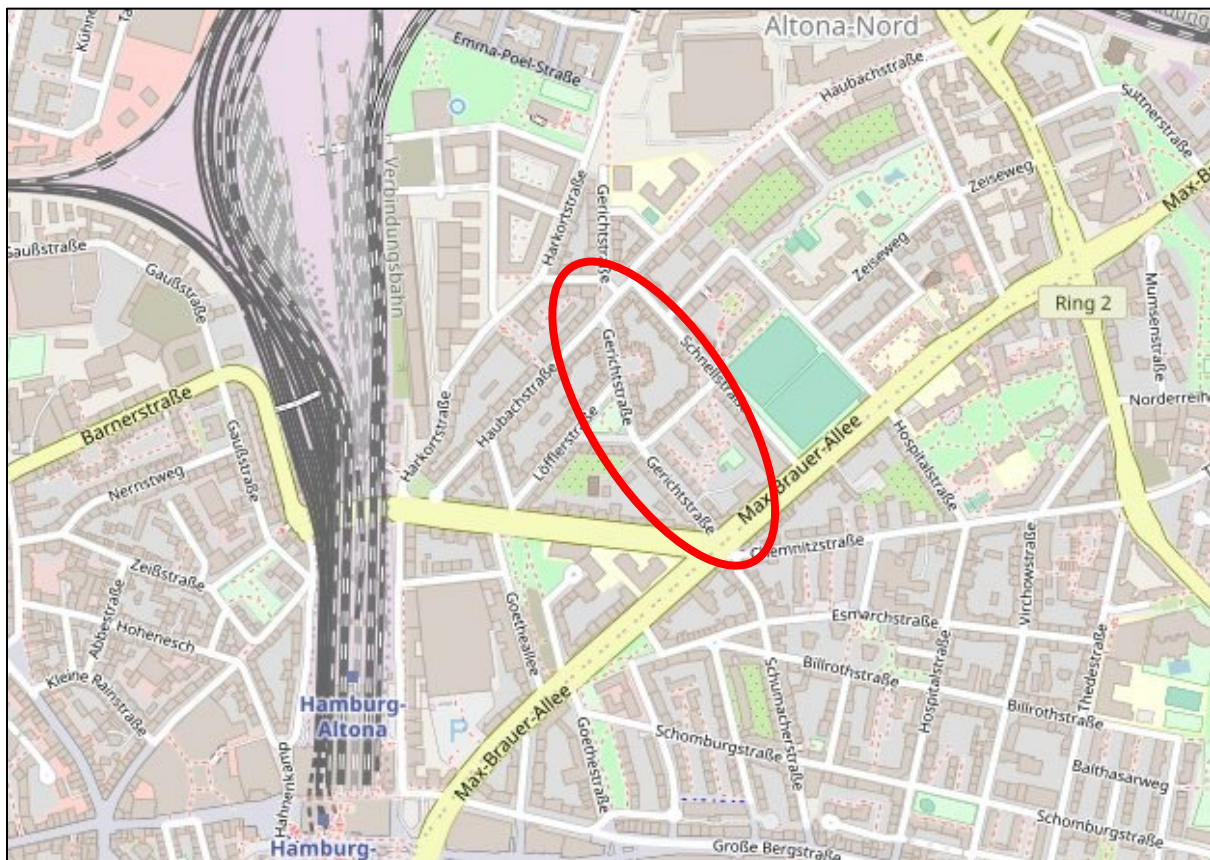 Altona-Nord
Emma-Poel-Straße
Haubachstraße
Suttnerstraße
Verbindungsbahn
Harkortstraße
Gerichtstraße
Zeiseweg
Max-B
Gaußstraße
Gaußstraße
Zeiseweg
Mumsenstraße
Ring 2
Gerichtstraße
Schnellstraße
Barnerstraße
Haubachstraße
Löfflerstraße
Harkortstraße
Norderreih
Gaußstraße
Nernstweg
Gerichtstraße
Max-Brauer-Allee
Hospitalstraße
Chemnitzstraße
Zeißstraße
Abbestraße
Hohenesch
Goetheallee
Esmarchstraße
Virchowstraße
Kleine Rainstraße
Billrothstraße
Thedestraße
Hospitalstraße
Hamburg-
Altona
Max-Brauer-Allee
Schumacherstraße
Billrothstraße
P
Goethestraße
Schomburgstraße
Balthasarweg
Hahnenkamp
Schomburgstraße
Hamburg-
Große Bergstraße